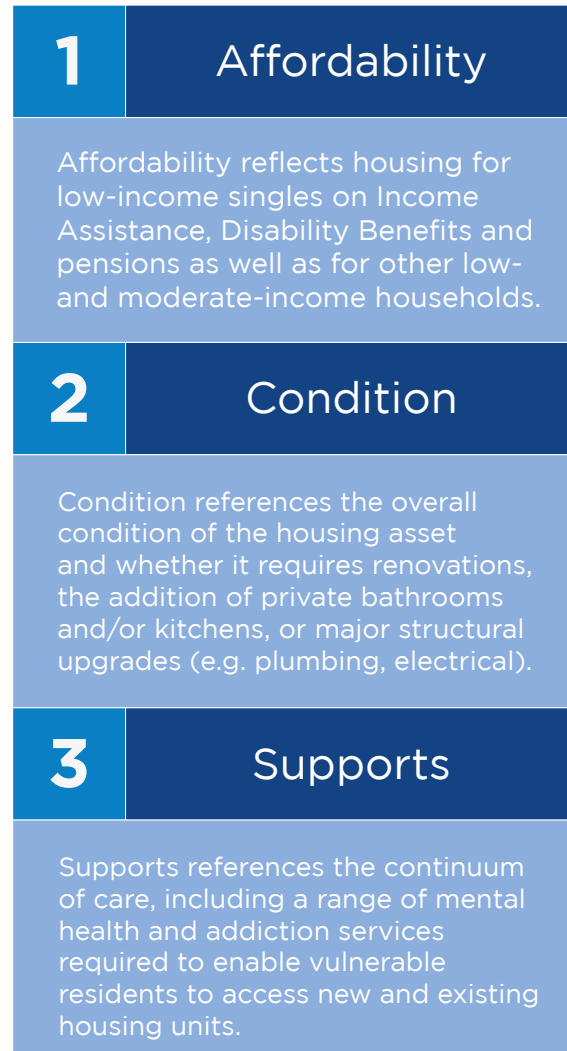 1 Affordability
Affordability reflects housing for
low-income singles on Income
Assistance, Disability Benefits and
pensions as well as for other low-
and moderate-income households.
2 Condition
Condition references the overall
condition of the housing asset
and whether it requires renovations,
the addition of private bathrooms
and/or kitchens, or major structural
upgrades (e.g. plumbing, electrical).
3 Supports
Supports references the continuum
of care, including a range of mental
health and addiction services
required to enable vulnerable
residents to access new and existing
housing units.